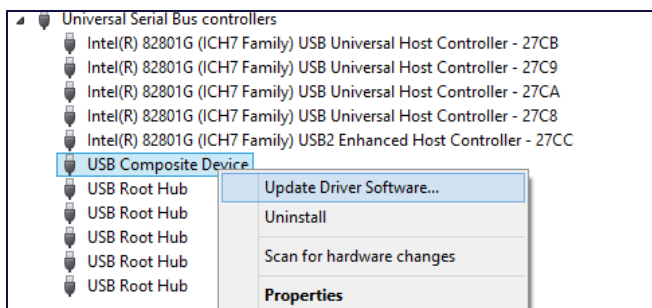 Universal Serial Bus controllers
Intel(R) 82801G (ICH7 Family) USB Universal Host Controller - 27CB
Intel(R) 82801G (ICH7 Family) USB Universal Host Controller - 27C9
Intel(R) 82801G (ICH7 Family) USB Universal Host Controller - 27CA
Intel(R) 82801G (ICH7 Family) USB Universal Host Controller - 27C8
Intel(R) 82801G (ICH7 Family) USB2 Enhanced Host Controller - 27CC
USB Composite Device
USB Root Hub
USB Root Hub
USB Root Hub
USB Root Hub
USB Root Hub
Update Driver Software...
Uninstall
Scan for hardware changes
Properties